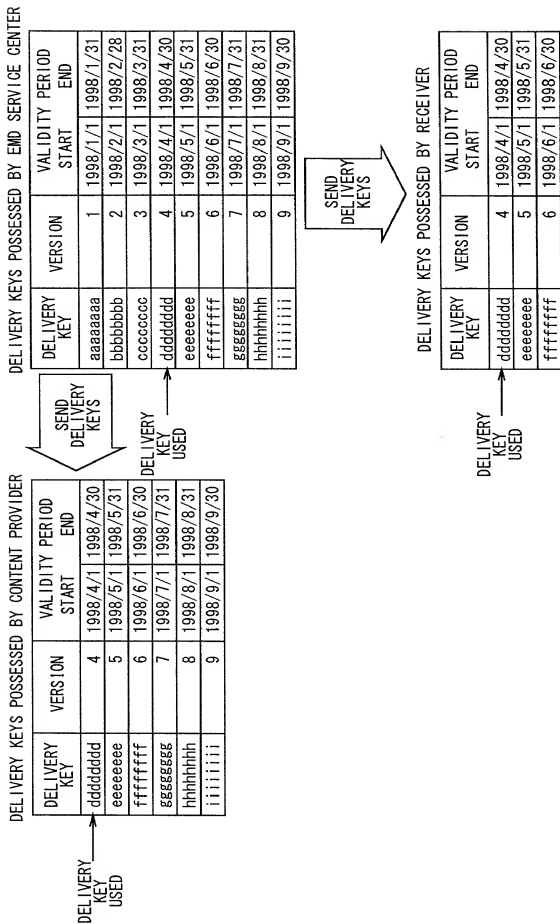 DELIVERY KEYS POSSESSED BY CONTENT PROVIDER
DELIVERY KEY VERSION VALIDITY PERIOD START END
dddddddd 4 1998/4/1 1998/4/30
eeeeeeee 5 1998/5/1 1998/5/31
ffffffff 6 1998/6/1 1998/6/30
gggggggg 7 1998/7/1 1998/7/31
hhhhhhhh 8 1998/8/1 1998/8/31
iiiiiiii 9 1998/9/1 1998/9/30
DELIVERY
KEY
USED
SEND
DELIVERY
KEYS
DELIVERY KEYS POSSESSED BY EMD SERVICE CENTER
DELIVERY KEY VERSION VALIDITY PERIOD START END
aaaaaaaa 1 1998/1/1 1998/1/31
bbbbbbbb 2 1998/2/1 1998/2/28
cccccccc 3 1998/3/1 1998/3/31
dddddddd 4 1998/4/1 1998/4/30
eeeeeeee 5 1998/5/1 1998/5/31
ffffffff 6 1998/6/1 1998/6/30
gggggggg 7 1998/7/1 1998/7/31
hhhhhhhh 8 1998/8/1 1998/8/31
iiiiiiii 9 1998/9/1 1998/9/30
DELIVERY
KEY
USED
SEND
DELIVERY
KEYS
DELIVERY KEYS POSSESSED BY RECEIVER
DELIVERY KEY VERSION VALIDITY PERIOD START END
dddddddd 4 1998/4/1 1998/4/30
eeeeeeee 5 1998/5/1 1998/5/31
ffffffff 6 1998/6/1 1998/6/30
DELIVERY
KEY
USED